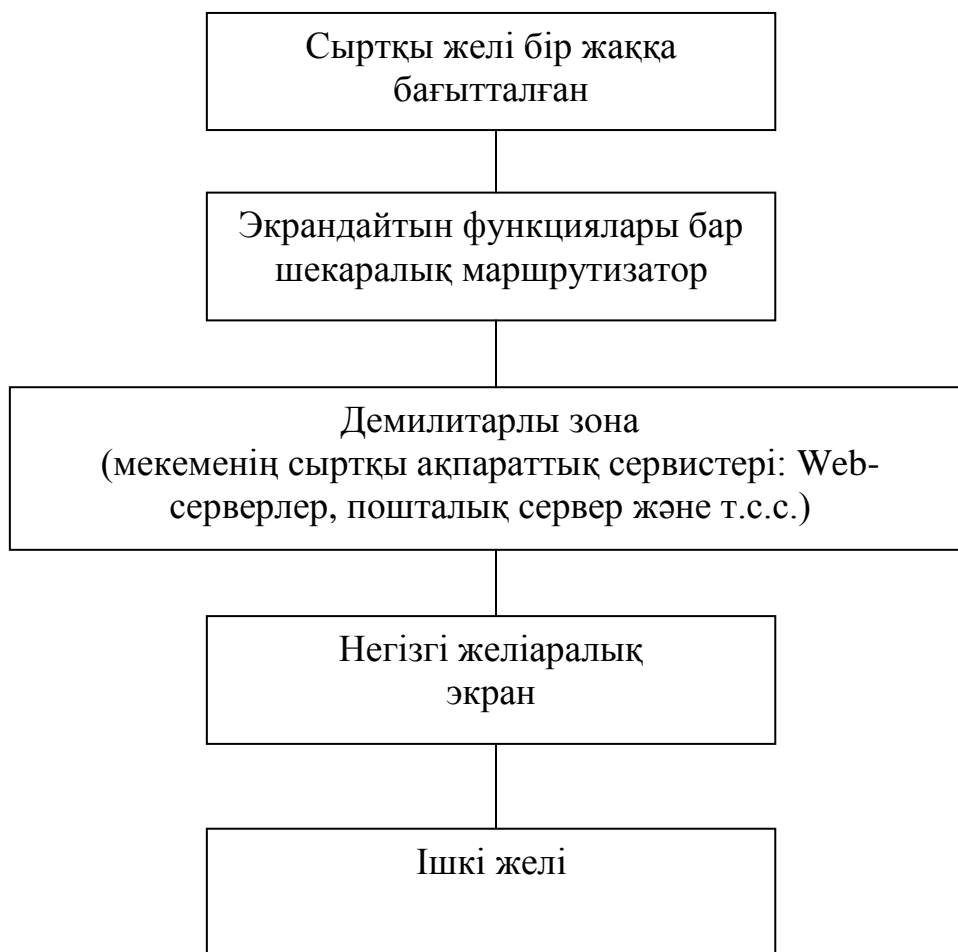 Сыртқы желі бір жаққа
бағытталған
Экрандайтын функциялары бар
шекаралық маршрутизатор
Демилитарлы зона
(мекеменің сыртқы ақпараттық сервистері: Web-
серверлер, пошталық сервер және т.с.с.)
Негізгі желіаралық
экран
Ішкі желі